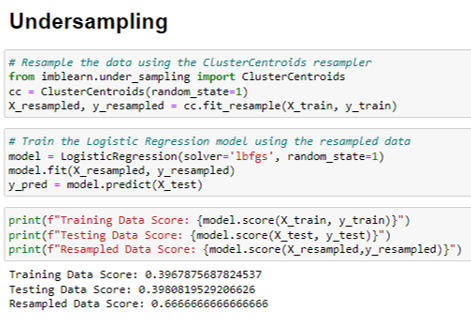 Undersampling
# Resample the data using the ClusterCentroids resampler
from imblearn.under_sampling import ClusterCentroids
cc = ClusterCentroids(random_state=1)
X_resampled, y_resampled = cc.fit_resample(X_train, y_train)
# Train the Logistic Regression model using the resampled data
model = LogisticRegression(solver='lbfgs', random_state=1)
model.fit(X_resampled, y_resampled)
y_pred = model.predict(X_test)
print(f"Training Data Score: {model.score(X_train, y_train)}")
print(f"Testing Data Score: {model.score(X_test, y_test)}")
print(f"Resampled Data Score: {model.score(X_resampled,y_resampled)}")
Training Data Score: 0.3967875687824537
Testing Data Score: 0.3980819529206626
Resampled Data Score: 0.6666666666666666